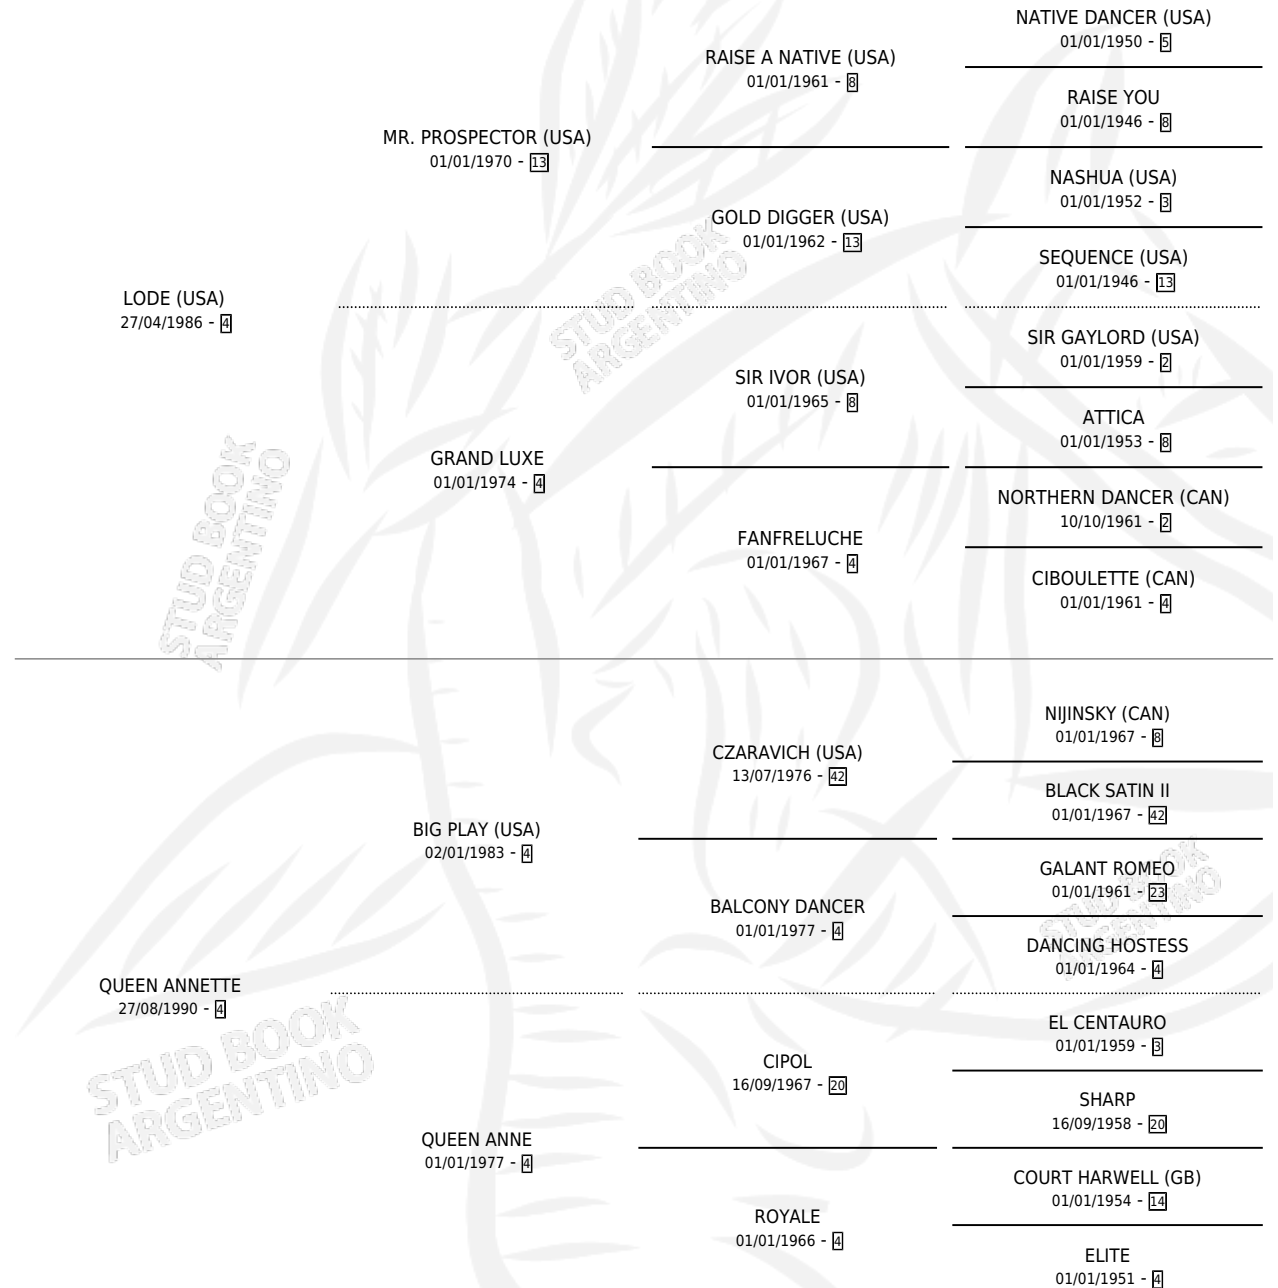 NATIVE DANCER (USA)
01/01/1950 - 5
RAISE A NATIVE (USA)
01/01/1961 - 8
RAISE YOU
01/01/1946 - 8
MR. PROSPECTOR (USA)
01/01/1970 - 13
NASHUA (USA)
01/01/1952 - 3
GOLD DIGGER (USA)
01/01/1962 - 13
SEQUENCE (USA)
01/01/1946 - 13
LODE (USA)
27/04/1986 - 4
SIR GAYLORD (USA)
01/01/1959 - 2
SIR IVOR (USA)
01/01/1965 - 8
ATTICA
01/01/1953 - 8
GRAND LUXE
01/01/1974 - 4
NORTHERN DANCER (CAN)
10/10/1961 - 2
FANFRELUCHE
01/01/1967 - 4
CIBOULETTE (CAN)
01/01/1961 - 4
NIJINSKY (CAN)
01/01/1967 - 8
CZARAVICH (USA)
13/07/1976 - 42
BLACK SATIN II
01/01/1967 - 42
BIG PLAY (USA)
02/01/1983 - 4
GALANT ROMEO
01/01/1961 - 23
BALCONY DANCER
01/01/1977 - 4
DANCING HOSTESS
01/01/1964 - 4
QUEEN ANNETTE
27/08/1990 - 4
EL CENTAURO
01/01/1959 - 3
CIPOL
16/09/1967 - 20
SHARP
16/09/1958 - 20
QUEEN ANNE
01/01/1977 - 4
COURT HARWELL (GB)
01/01/1954 - 14
ROYALE
01/01/1966 - 4
ELITE
01/01/1951 - 4
STUD BOOK
ARGENTINO
STUD BOOK
ARGENTINO
STUD BOOK
ARGENTINO
STUD BOOK
ARGENTINO